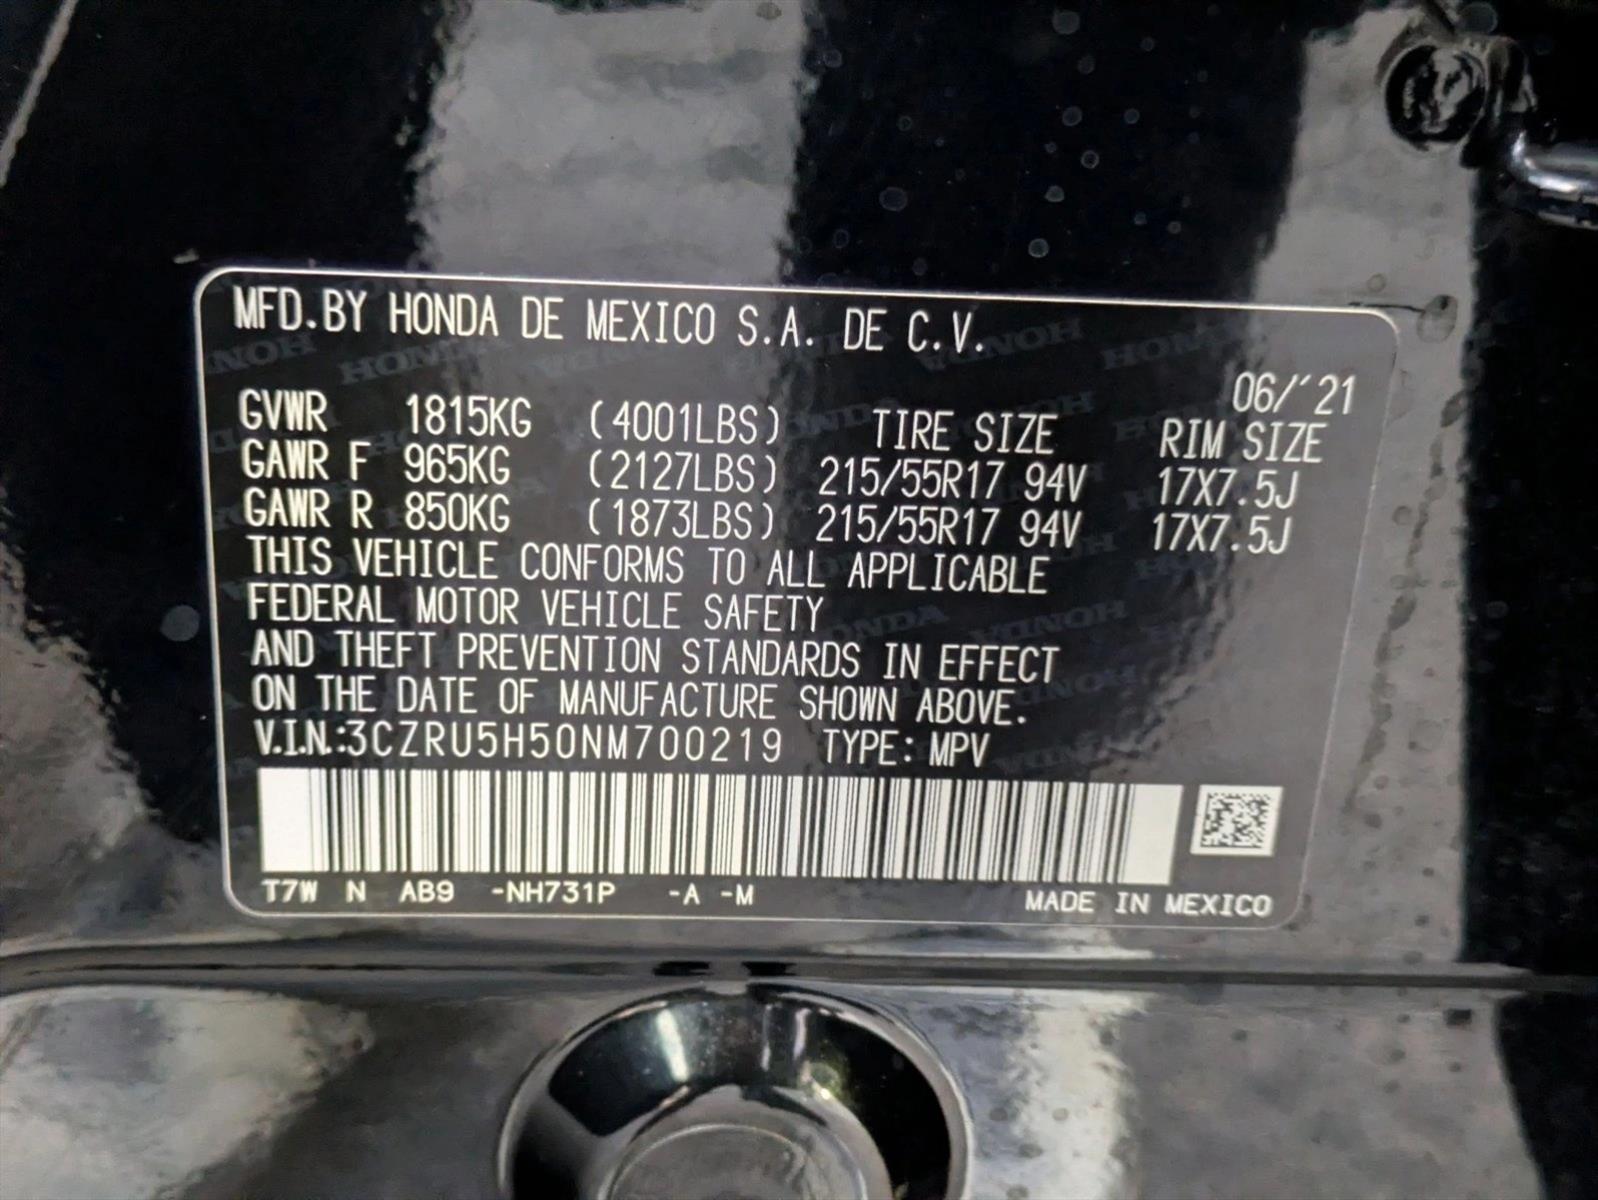 MFD.BY HONDA DE MEXICO S.A. DE C.V.
06/'21
GVWR 1815KG (4001LBS) TIRE SIZE RIM SIZE
GAWR F 965KG (2127LBS) 215/55R17 94V 17X7.5J
GAWR R 850KG (1873LBS) 215/55R17 94V 17X7.5J
THIS VEHICLE CONFORMS TO ALL APPLICABLE
FEDERAL MOTOR VEHICLE SAFETY
AND THEFT PREVENTION STANDARDS IN EFFECT
ON THE DATE OF MANUFACTURE SHOWN ABOVE.
V.I.N.:3CZRU5H50NM700219 TYPE: MPV
T7W N AB9 -NH731P -A -M MADE IN MEXICO